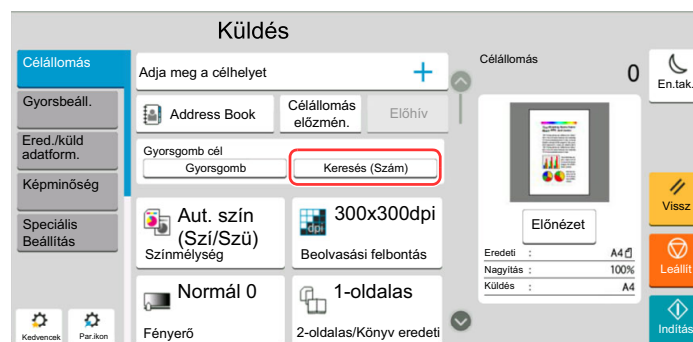 Küldés
Célállomás
Gyorsbeáll.
Ered./küld
adatform.
Képminőség
Speciális
Beállítás
Kedvencek
Par.ikon
Adja meg a célhelyet
Address Book
Célállomás
előzmén.
Előhív
Gyorsgomb cél
Gyorsgomb
Keresés (Szám)
Aut. szín
(Szí/Szü)
Színmélység
300x300dpi
dpi
Beolvasási felbontás
Normál 0
Fényerő
1-oldalas
2-oldalas/Könyv eredeti
Célállomás
0
Előnézet
Eredeti : A4
Nagyítás : 100%
Küldés : A4
En.tak.
Vissz
Leállít
Indítás